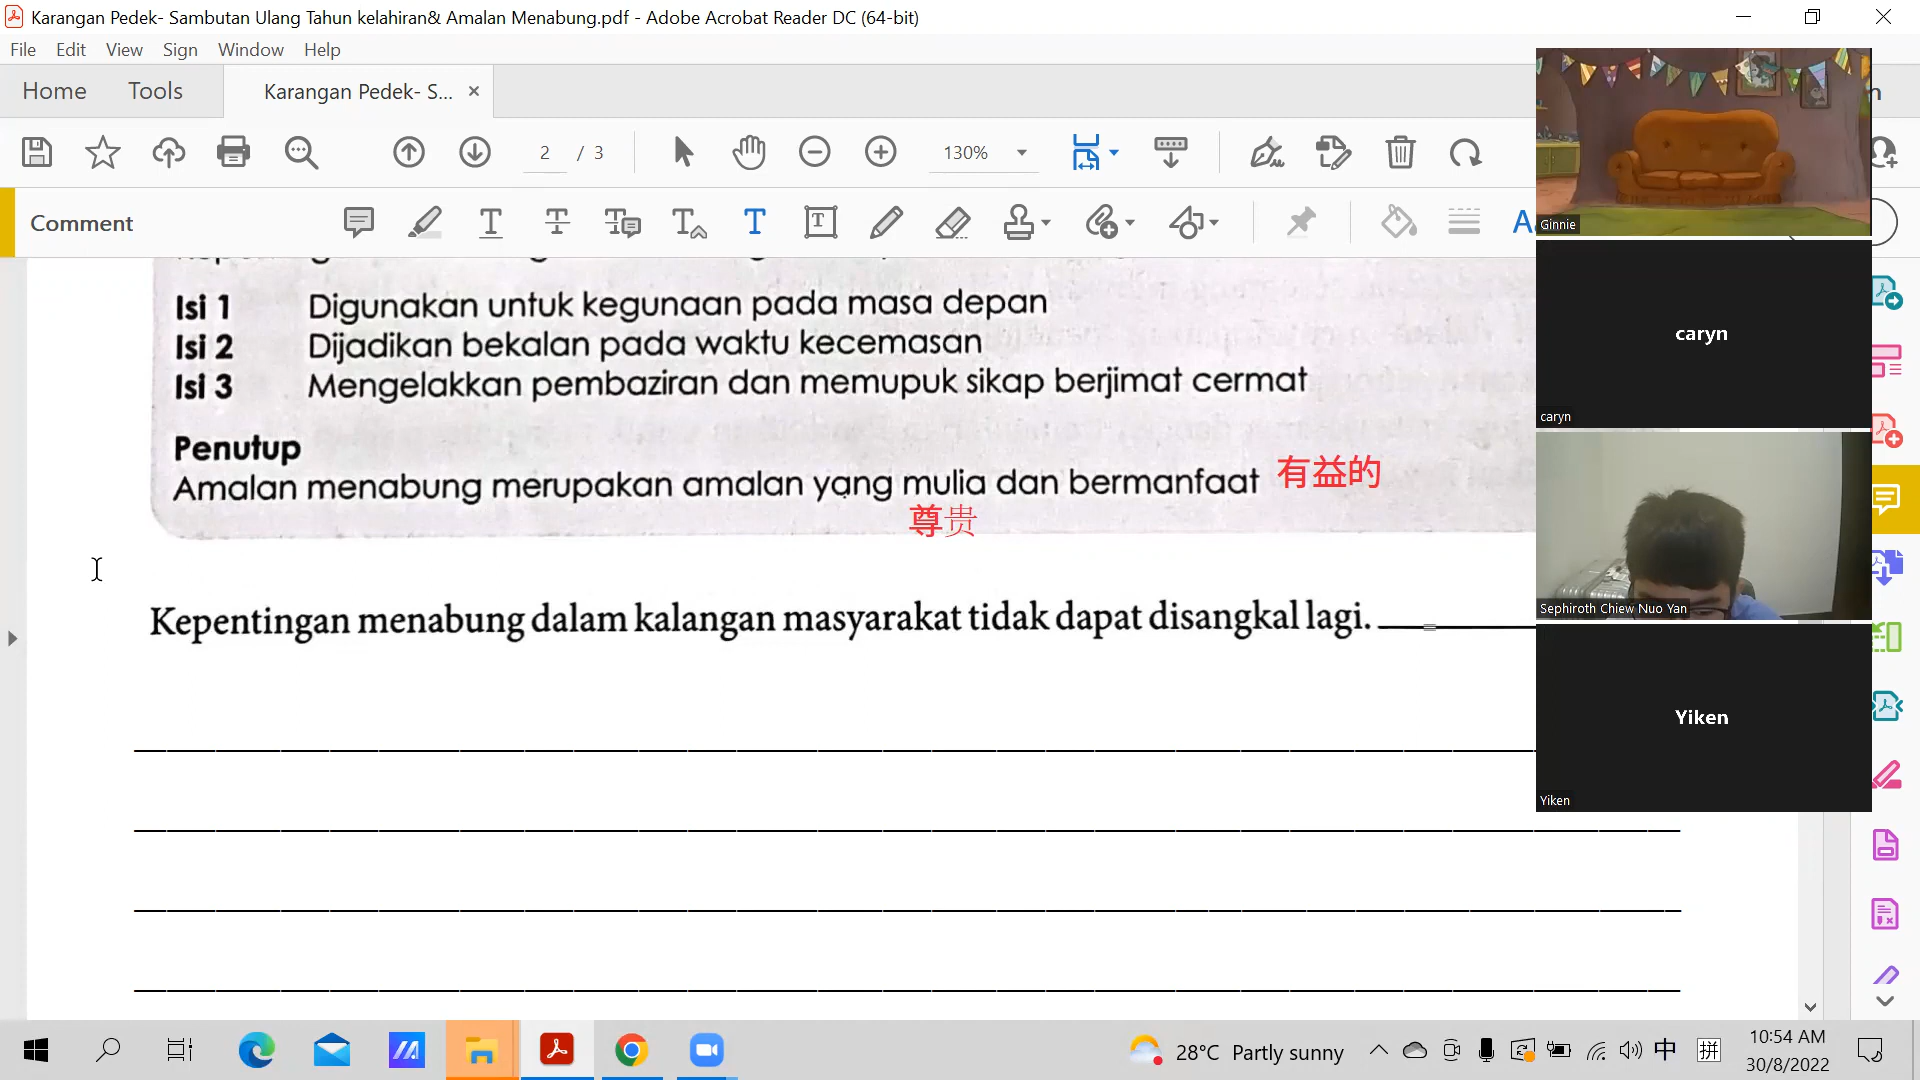 Karangan Pedek- Sambutan Ulang Tahun kelahiran& Amalan Menabung.pdf - Adobe Acrobat Reader DC (64-bit)
File Edit View Sign Window Help
Home Tools Karangan Pedek- S...
2 / 3 130%
Comment
Isi 1 Digunakan untuk kegunaan pada masa depan
Isi 2 Dijadikan bekalan pada waktu kecemasan
Isi 3 Mengelakkan pembaziran dan memupuk sikap berjimat cermat
Penutup
Amalan menabung merupakan amalan yang mulia dan bermanfaat 有益的
尊贵
Kepentingan menabung dalam kalangan masyarakat tidak dapat disangkal lagi.
Ginnie
caryn
caryn
Sephiroth Chiew Nuo Yan
Yiken
Yiken
28°C Partly sunny
中
拼
10:54 AM
30/8/2022